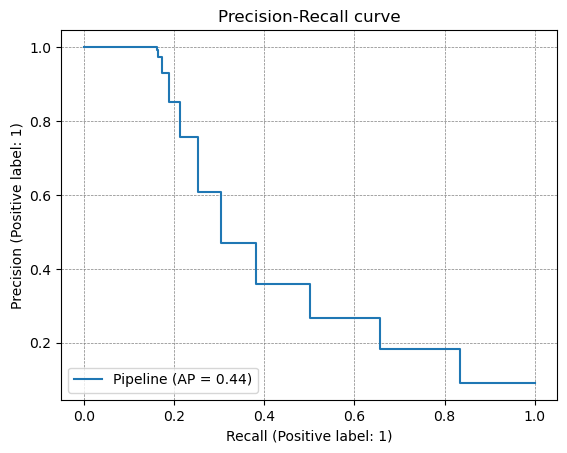 Precision-Recall curve
Precision (Positive label: 1)
1.0
0.8
0.6
0.4
0.2
Pipeline (AP = 0.44)
0.0 0.2 0.4 0.6 0.8 1.0
Recall (Positive label: 1)